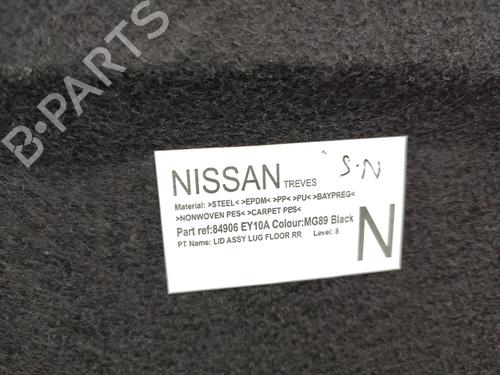 B-PARTS
NISSAN TREVES
S.N
Material: >STEEL< >EPDM< >PP< >PU< >BAYPREG<
>NONWOVEN PES< >CARPET PES<
Part ref:84906 EY10A Colour:MG89 Black
PT Name: LID ASSY LUG FLOOR RR Level: 8
N